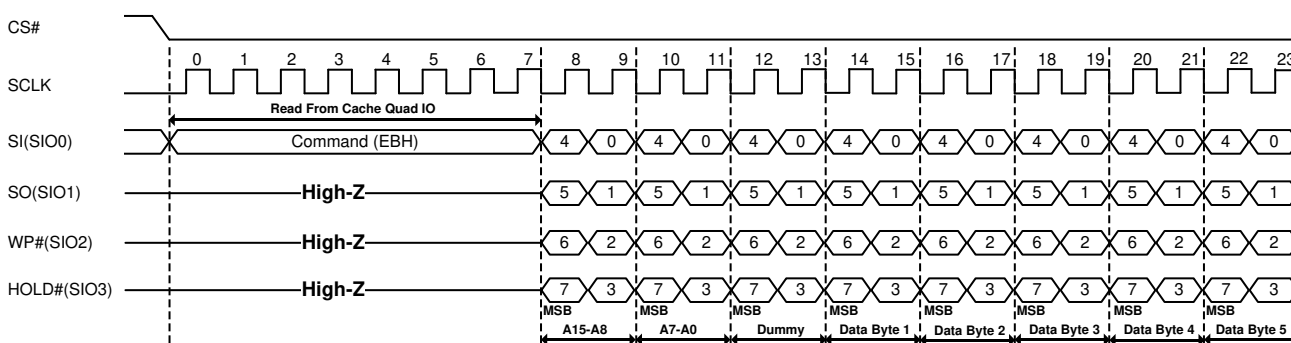 CS#
0 1 2 3 4 5 6 7 8 9 10 11 12 13 14 15 16 17 18 19 20 21 22 23
SCLK
Read From Cache Quad IO
SI(SIO0) Command (EBH) 4 0 4 0 4 0 4 0 4 0 4 0 4 0 4 0
SO(SIO1) High-Z 5 1 5 1 5 1 5 1 5 1 5 1 5 1 5 1
WP#(SIO2) High-Z 6 2 6 2 6 2 6 2 6 2 6 2 6 2 6 2
HOLD#(SIO3) High-Z 7 3 7 3 7 3 7 3 7 3 7 3 7 3 7 3
MSB MSB MSB MSB MSB MSB MSB MSB
A15-A8 A7-A0 Dummy Data Byte 1 Data Byte 2 Data Byte 3 Data Byte 4 Data Byte 5